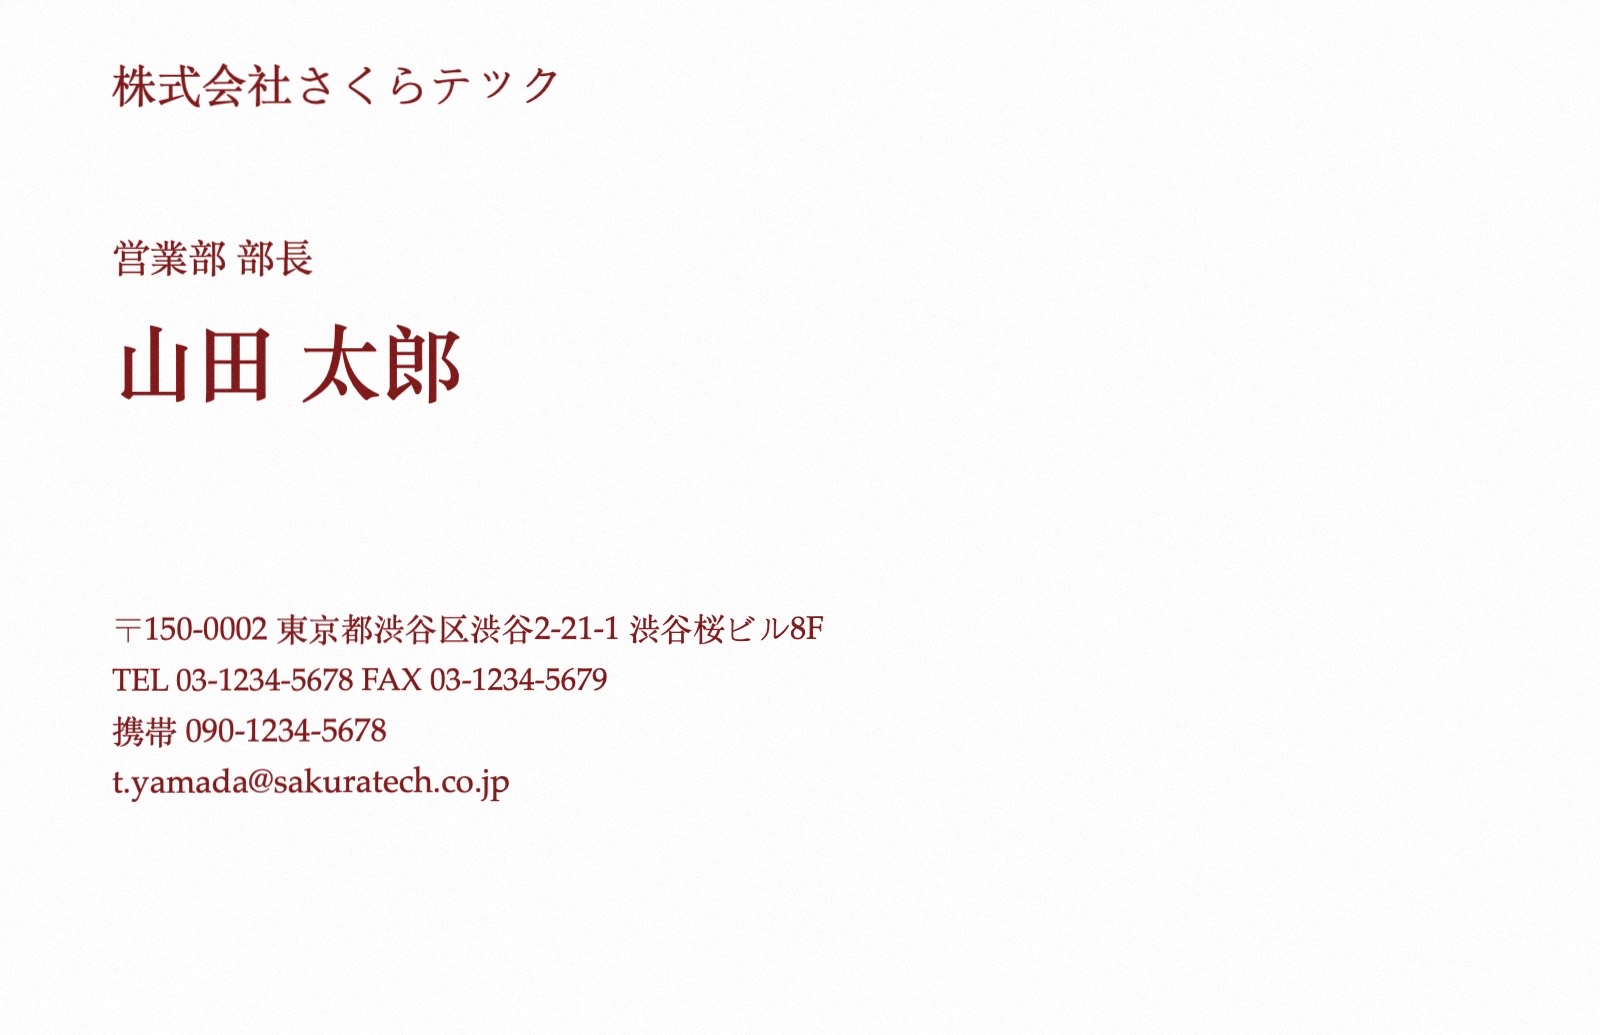 株式会社さくらテック
営業部 部長
山田 太郎
〒150-0002 東京都渋谷区渋谷2-21-1 渋谷桜ビル8F
TEL 03-1234-5678 FAX 03-1234-5679
携帯 090-1234-5678
t.yamada@sakuratech.co.jp